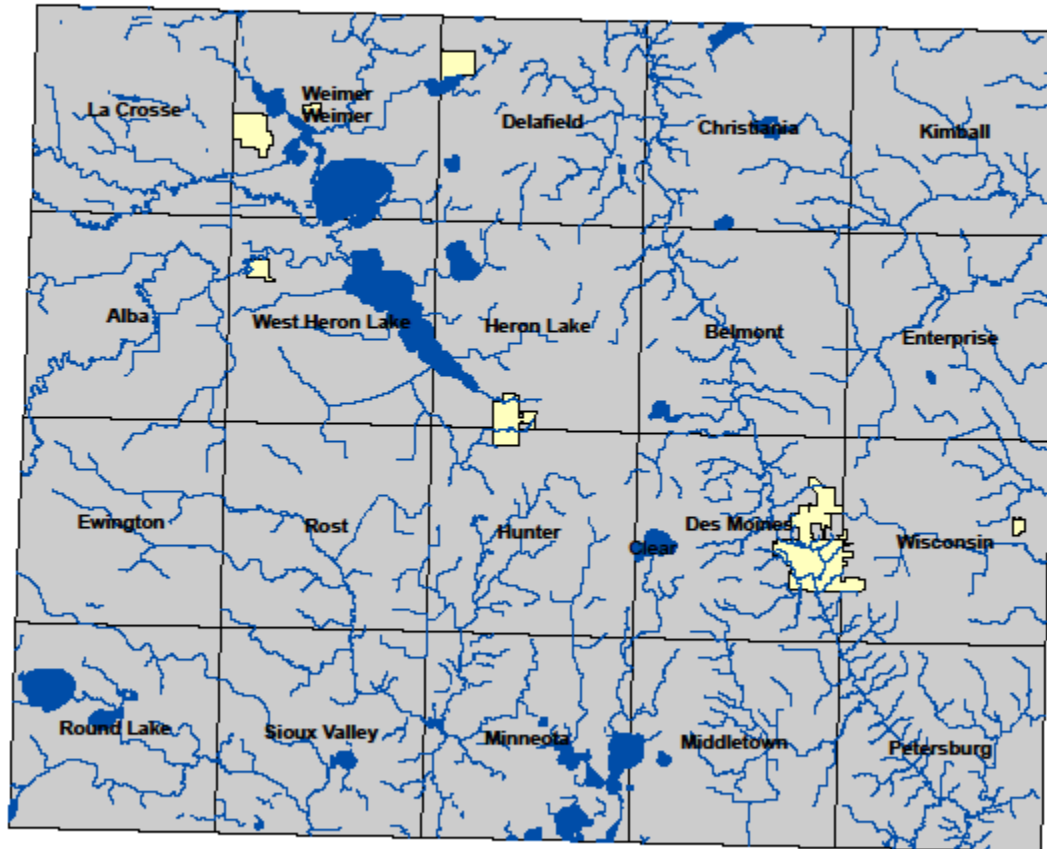 Weimer
La Crosse
Weimer
Delafield
Christiania
Kimball
Alba
West Heron Lake
Heron Lake
Belmont
Enterprise
Ewington
Rost
Hunter
Clear
Des Moines
Wisconsin
Round Lake
Sioux Valley
Minneota
Middletown
Petersburg